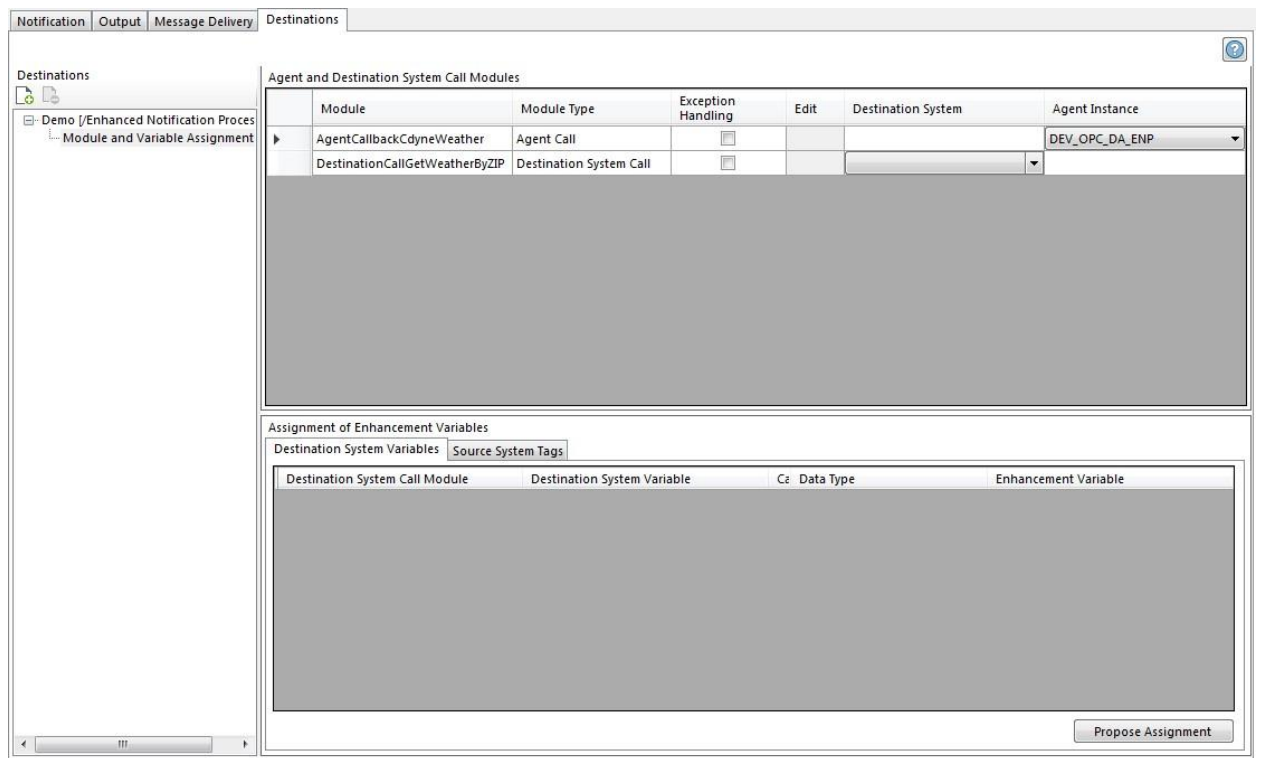 Notification Output Message Delivery Destinations
Destinations
Demo [/Enhanced Notification Proces
Module and Variable Assignment
Agent and Destination System Call Modules
Module Module Type Exception Handling Edit Destination System Agent Instance
AgentCallbackCdyneWeather Agent Call DEV_OPC_DA_ENP
DestinationCallGetWeatherByZIP Destination System Call
Assignment of Enhancement Variables
Destination System Variables Source System Tags
Destination System Call Module Destination System Variable Ca Data Type Enhancement Variable
Propose Assignment